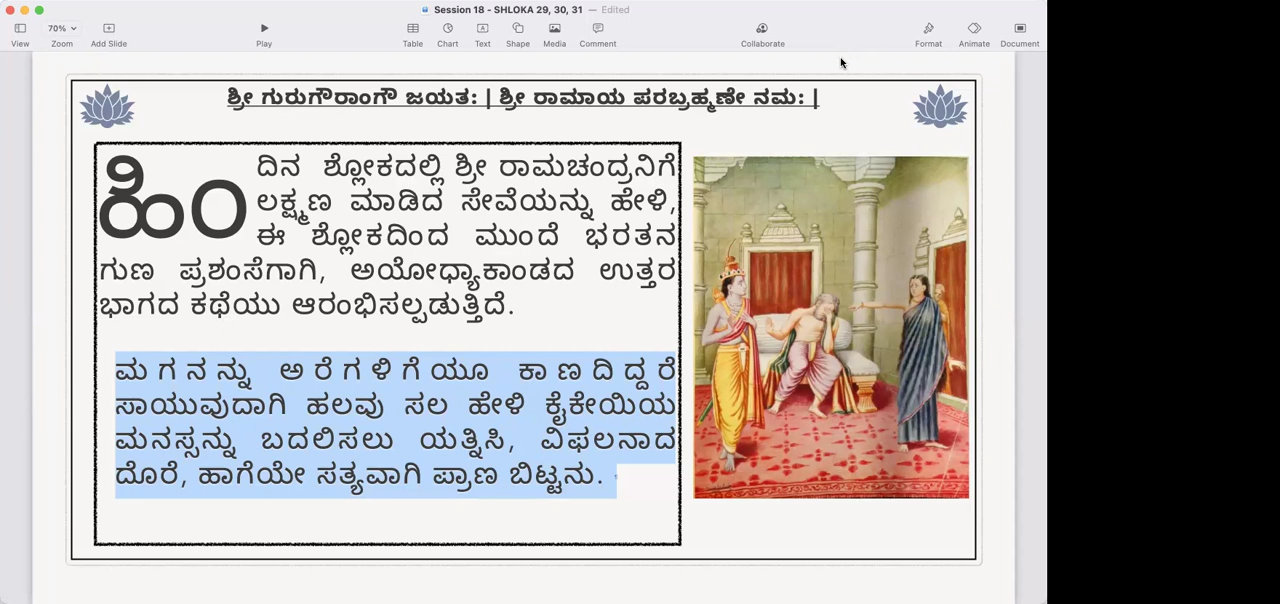 Session 18 - SHLOKA 29, 30, 31 — Edited
View
70%
Zoom
Add Slide
Play
Table
Chart
Text
Shape
Media
Comment
Collaborate
Format
Animate
Document
ಶ್ರೀ ಗುರುಗೌರಾಂಗೌ ಜಯತಃ | ಶ್ರೀ ರಾಮಾಯ ಪರಬ್ರಹ್ಮಣೇ ನಮಃ |
ಹಿಂದಿನ ಶ್ಲೋಕದಲ್ಲಿ ಶ್ರೀ ರಾಮಚಂದ್ರನಿಗೆ
ಲಕ್ಷ್ಮಣ ಮಾಡಿದ ಸೇವೆಯನ್ನು ಹೇಳಿ,
ಈ ಶ್ಲೋಕದಿಂದ ಮುಂದೆ ಭರತನ
ಗುಣ ಪ್ರಶಂಸೆಗಾಗಿ, ಅಯೋಧ್ಯಾಕಾಂಡದ ಉತ್ತರ
ಭಾಗದ ಕಥೆಯು ಆರಂಭಿಸಲ್ಪಡುತ್ತಿದೆ.
ಮಗನನ್ನು ಅರೆಗಳಿಗೆಯೂ ಕಾಣದಿದ್ದರೆ
ಸಾಯುವುದಾಗಿ ಹಲವು ಸಲ ಹೇಳಿ ಕೈಕೇಯಿಯ
ಮನಸ್ಸನ್ನು ಬದಲಿಸಲು ಯತ್ನಿಸಿ, ವಿಫಲನಾದ
ದೊರೆ, ಹಾಗೆಯೇ ಸತ್ಯವಾಗಿ ಪ್ರಾಣ ಬಿಟ್ಟನು.